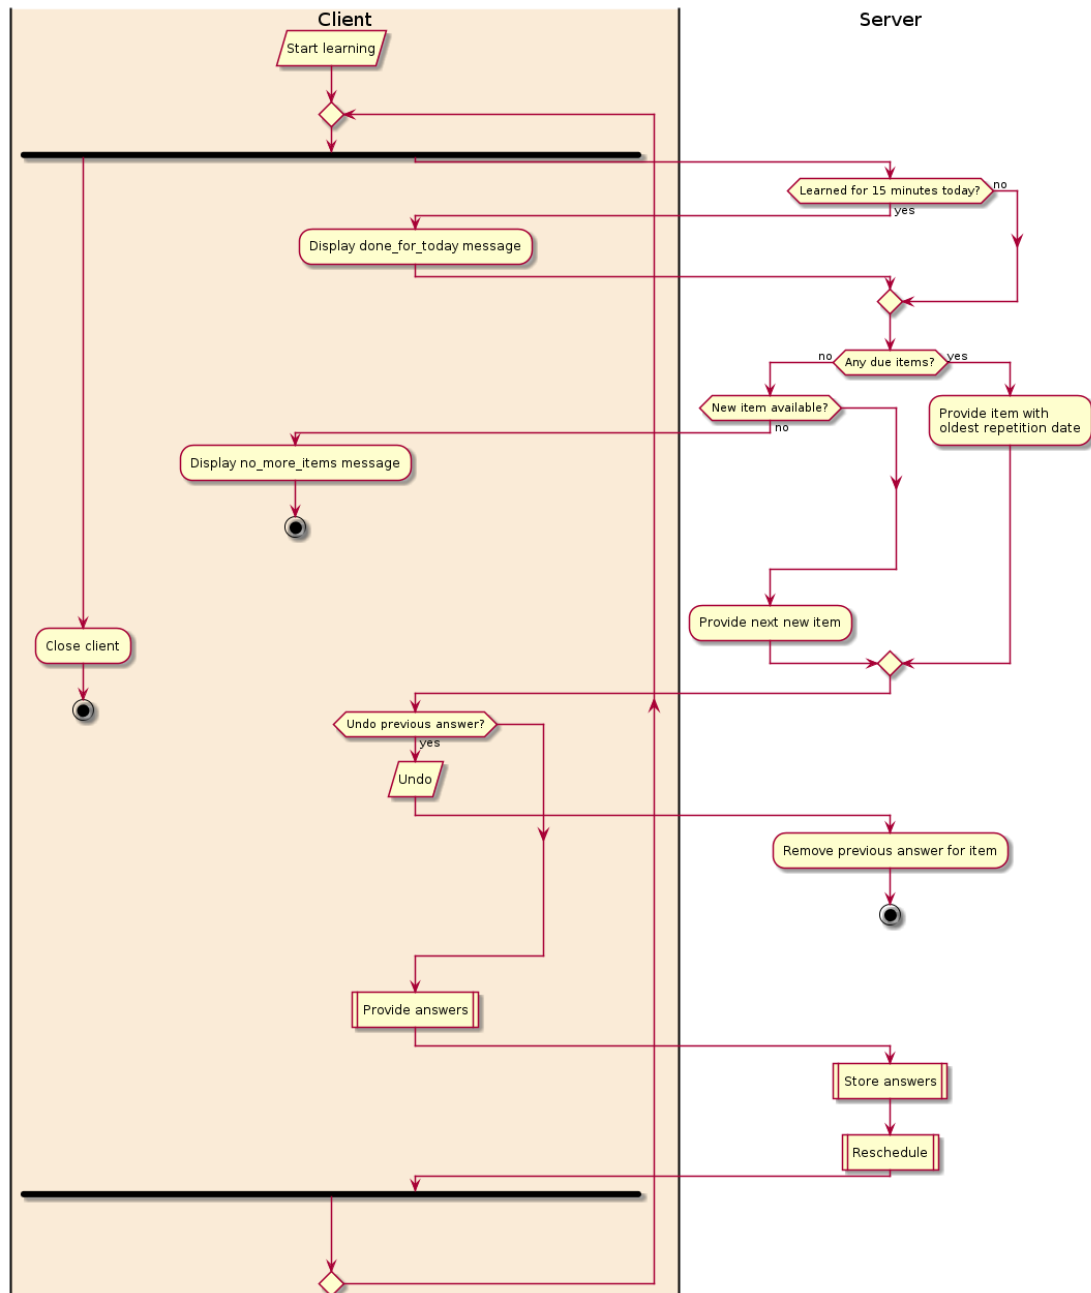 Client
Server
Start learning
Learned for 15 minutes today?
no
yes
Display done_for_today message
no
Any due items?
yes
New item available?
no
Provide item with
oldest repetition date
Display no_more_items message
Provide next new item
Close client
Undo previous answer?
yes
Undo
Remove previous answer for item
Provide answers
Store answers
Reschedule